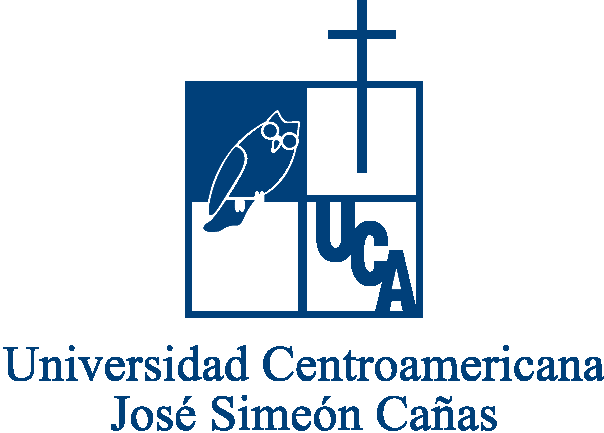 UCA
Universidad Centroamericana
José Simeón Cañas